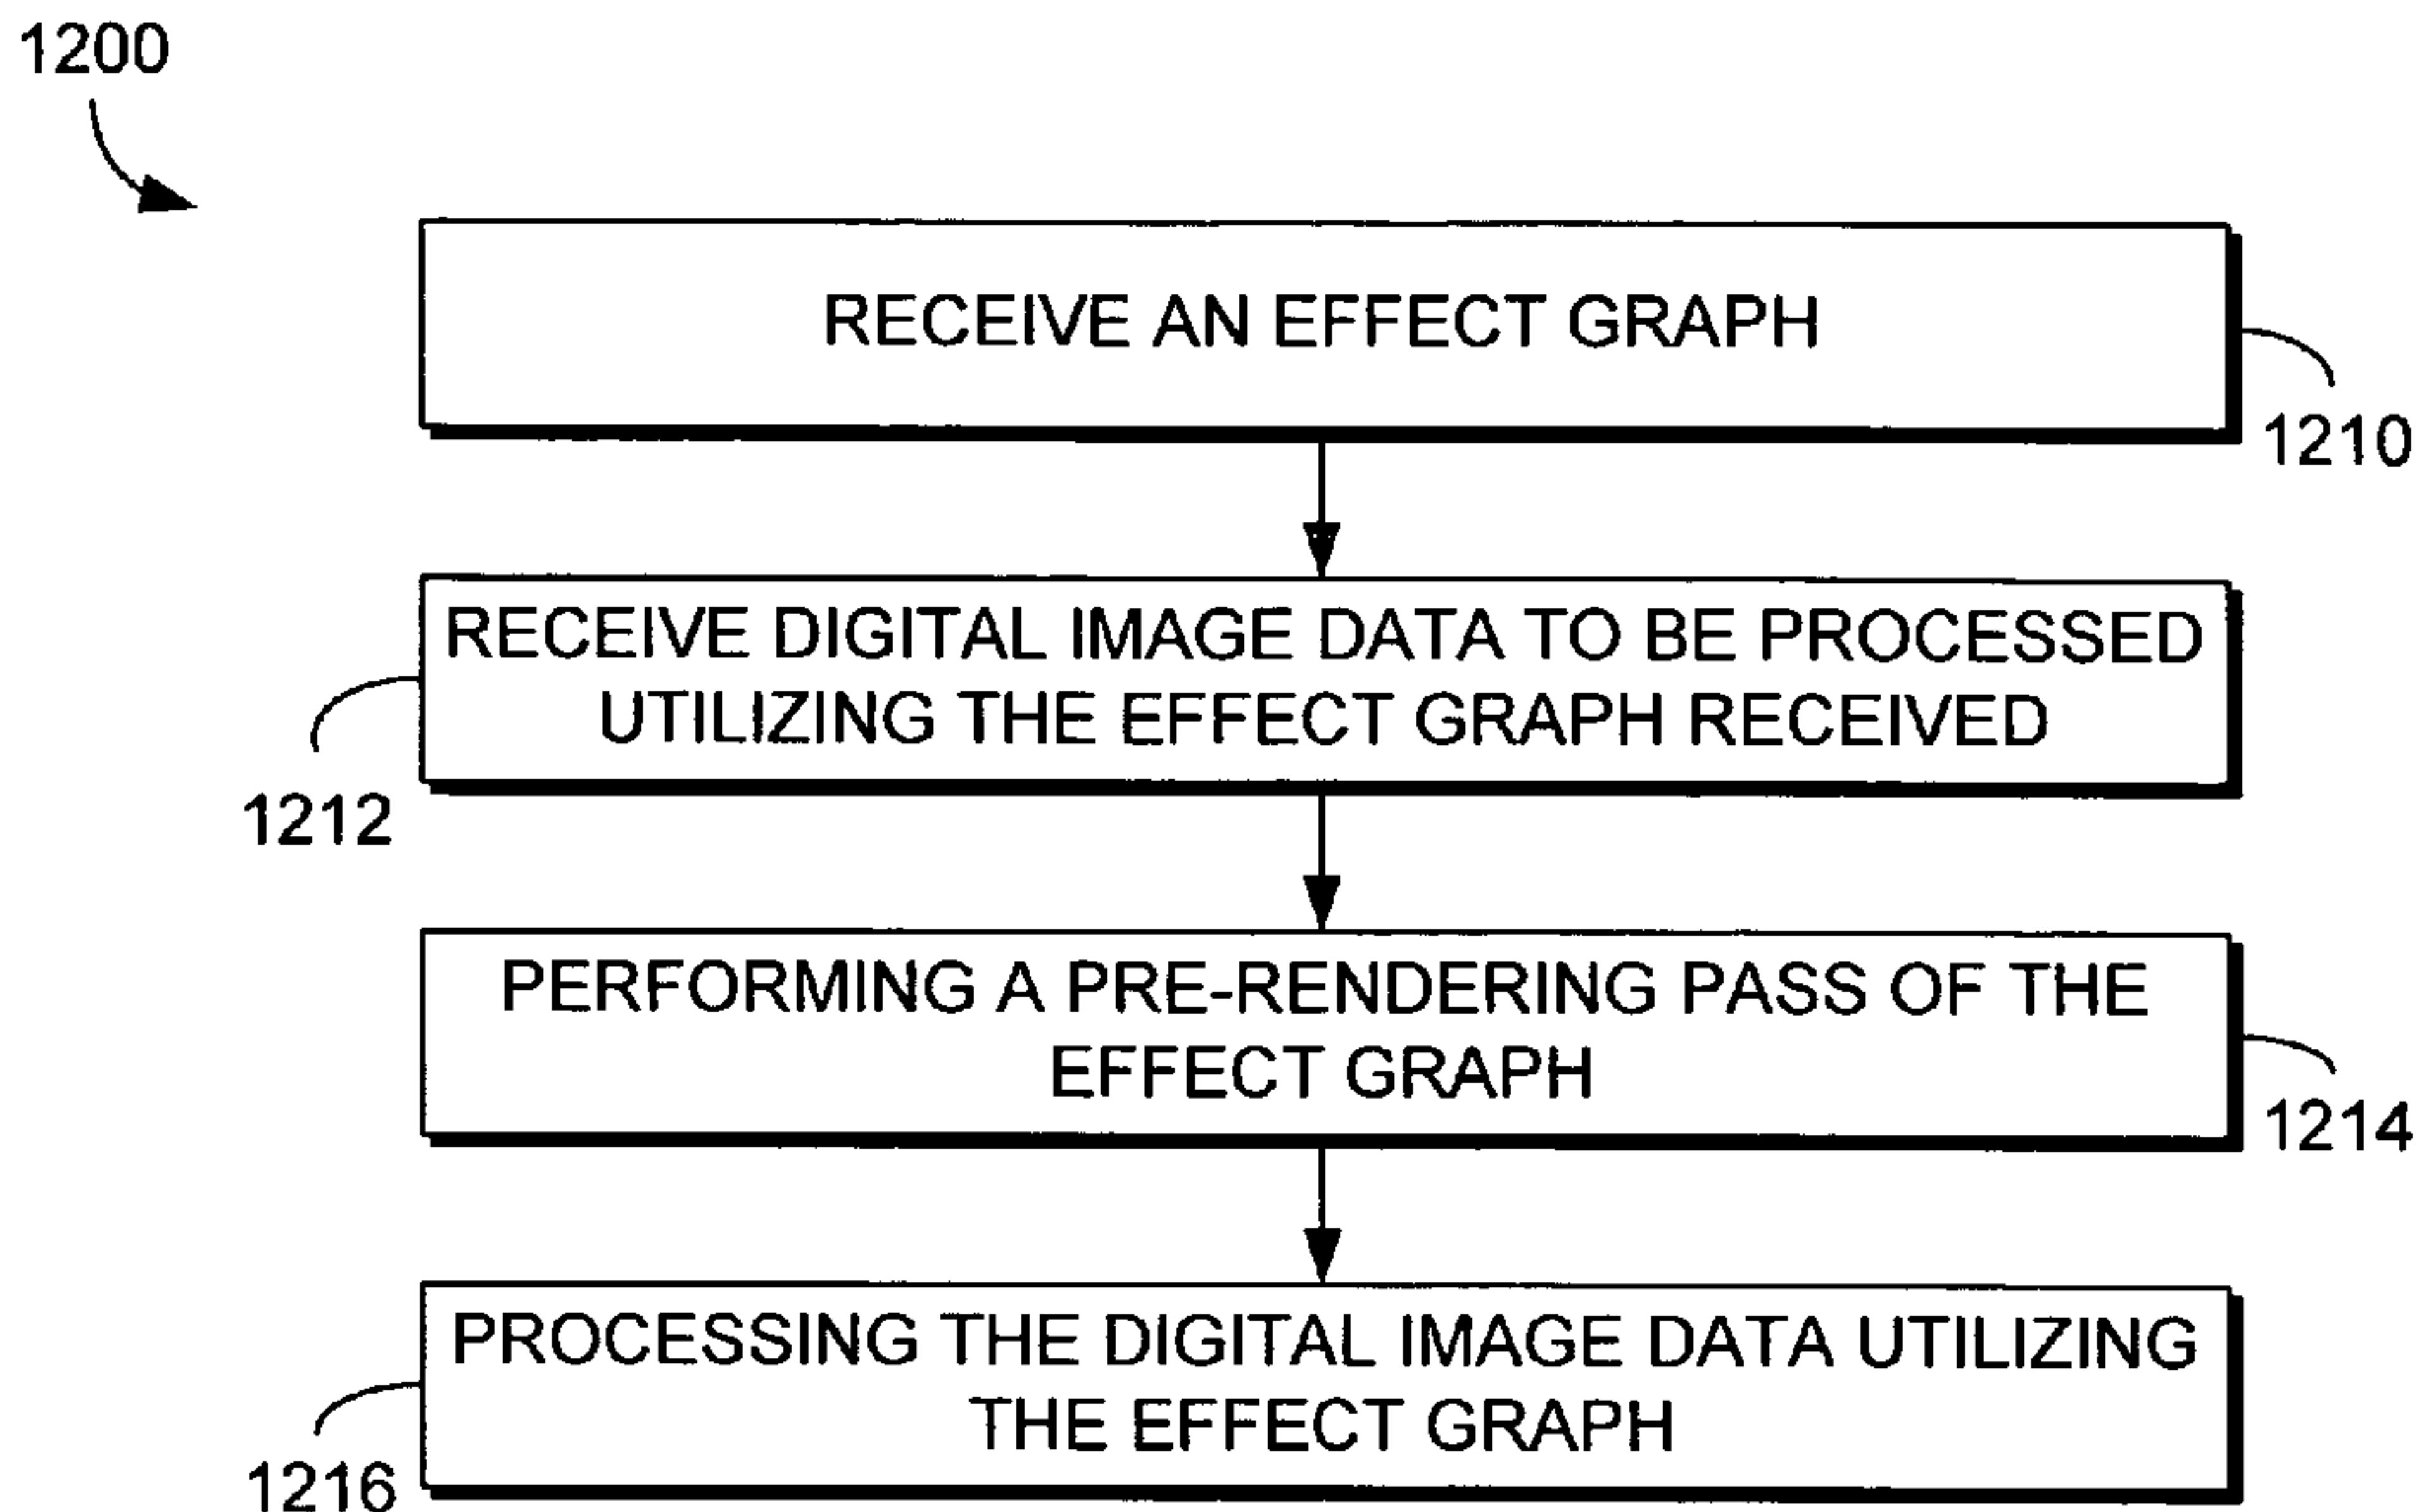 1200
RECEIVE AN EFFECT GRAPH
1210
RECEIVE DIGITAL IMAGE DATA TO BE PROCESSED
UTILIZING THE EFFECT GRAPH RECEIVED
1212
PERFORMING A PRE-RENDERING PASS OF THE
EFFECT GRAPH
1214
PROCESSING THE DIGITAL IMAGE DATA UTILIZING
THE EFFECT GRAPH
1216